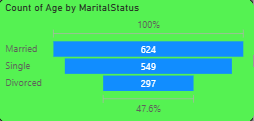 Count of Age by MaritalStatus
100%
Married 624
Single 549
Divorced 297
47.6%